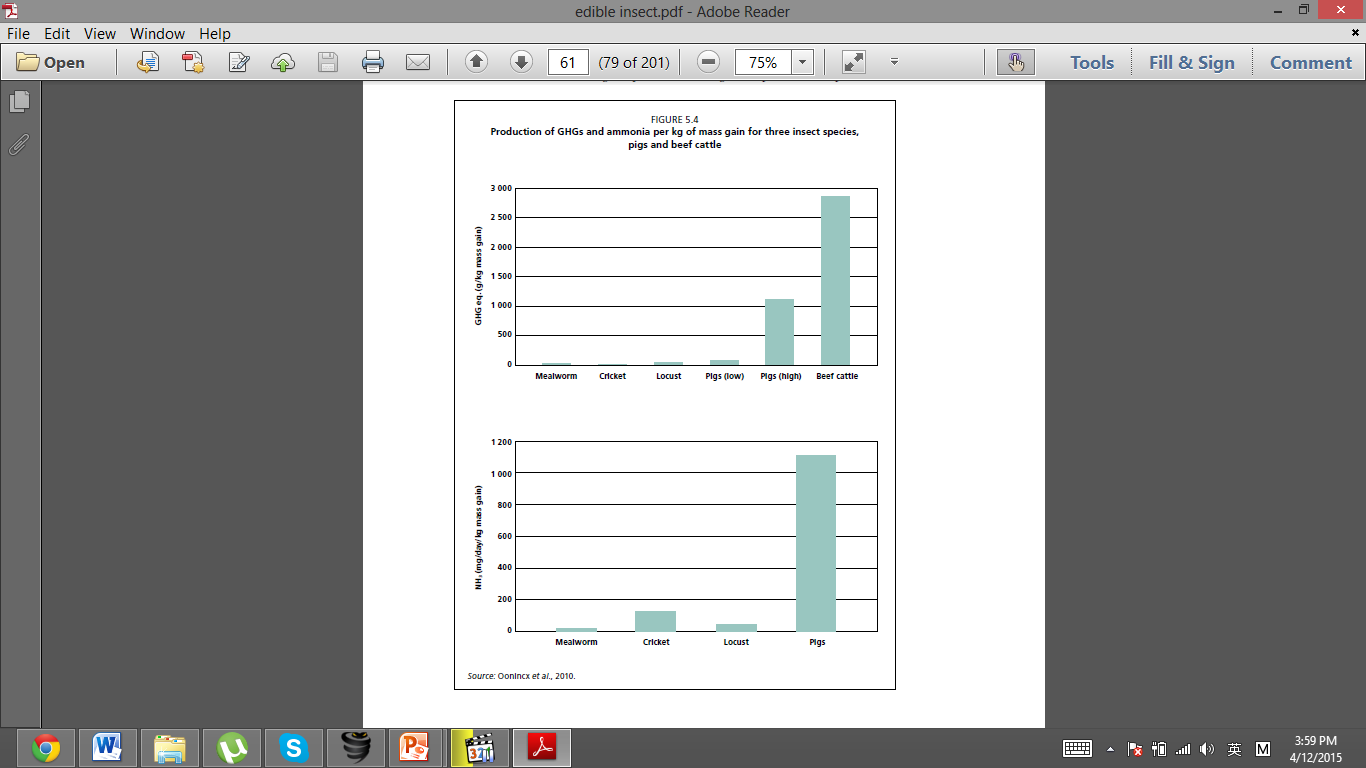 edible insect.pdf - Adobe Reader
File Edit View Window Help
Open
61 (79 of 201)
75%
Tools Fill & Sign Comment
FIGURE 5.4
Production of GHGs and ammonia per kg of mass gain for three insect species,
pigs and beef cattle
GHG eq. (g/kg mass gain)
3 000
2 500
2 000
1 500
1 000
500
0
Mealworm Cricket Locust Pigs (low) Pigs (high) Beef cattle
NH₃ (mg/day/kg mass gain)
1 200
1 000
800
600
400
200
0
Mealworm Cricket Locust Pigs
Source: Oonincx et al., 2010.
321
英
M
3:59 PM
4/12/2015